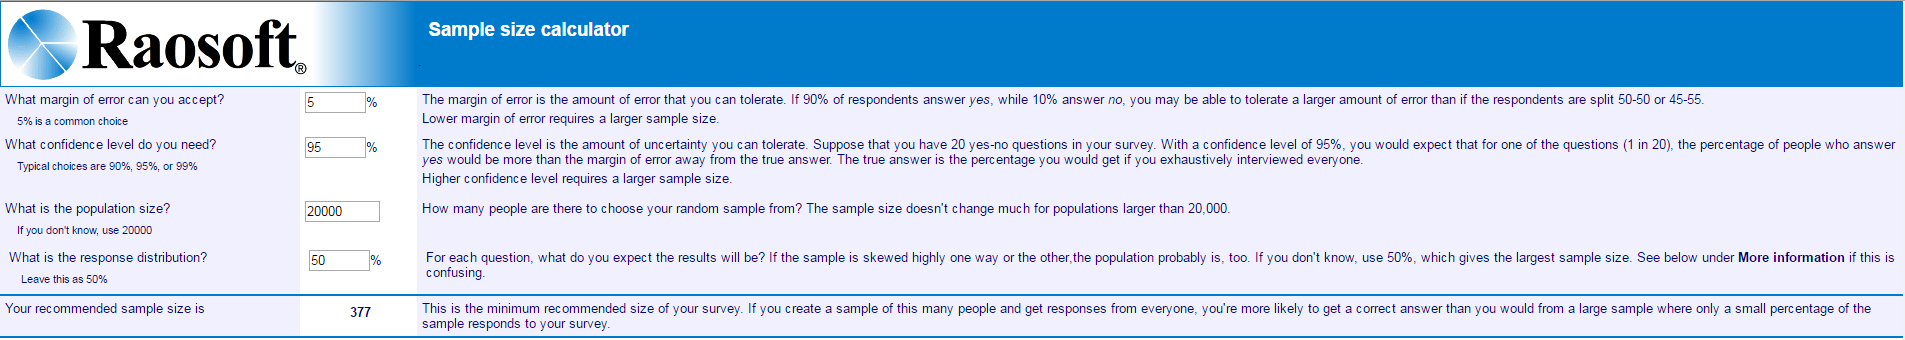 Raosoft®
Sample size calculator
What margin of error can you accept?
5% is a common choice
5 %
The margin of error is the amount of error that you can tolerate. If 90% of respondents answer yes, while 10% answer no, you may be able to tolerate a larger amount of error than if the respondents are split 50-50 or 45-55.
Lower margin of error requires a larger sample size.
What confidence level do you need?
Typical choices are 90%, 95%, or 99%
95 %
The confidence level is the amount of uncertainty you can tolerate. Suppose that you have 20 yes-no questions in your survey. With a confidence level of 95%, you would expect that for one of the questions (1 in 20), the percentage of people who answer
yes would be more than the margin of error away from the true answer. The true answer is the percentage you would get if you exhaustively interviewed everyone.
Higher confidence level requires a larger sample size.
What is the population size?
If you don't know, use 20000
20000
How many people are there to choose your random sample from? The sample size doesn't change much for populations larger than 20,000.
What is the response distribution?
Leave this as 50%
50 %
For each question, what do you expect the results will be? If the sample is skewed highly one way or the other,the population probably is, too. If you don't know, use 50%, which gives the largest sample size. See below under More information if this is
confusing.
Your recommended sample size is
377
This is the minimum recommended size of your survey. If you create a sample of this many people and get responses from everyone, you're more likely to get a correct answer than you would from a large sample where only a small percentage of the
sample responds to your survey.